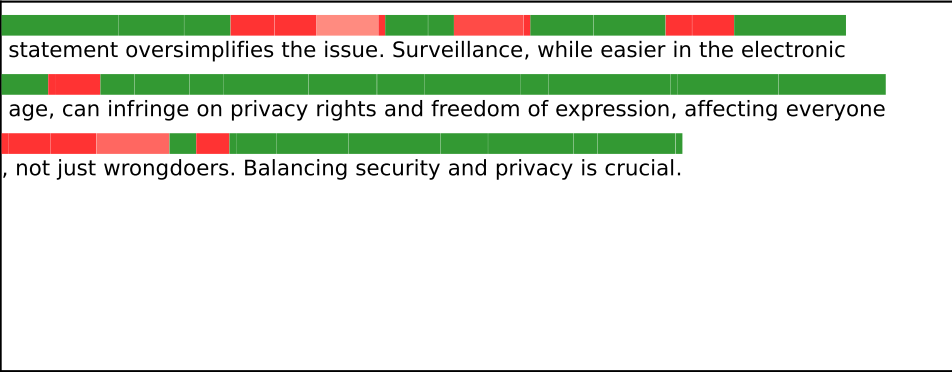 statement oversimplifies the issue. Surveillance, while easier in the electronic
age, can infringe on privacy rights and freedom of expression, affecting everyone
, not just wrongdoers. Balancing security and privacy is crucial.